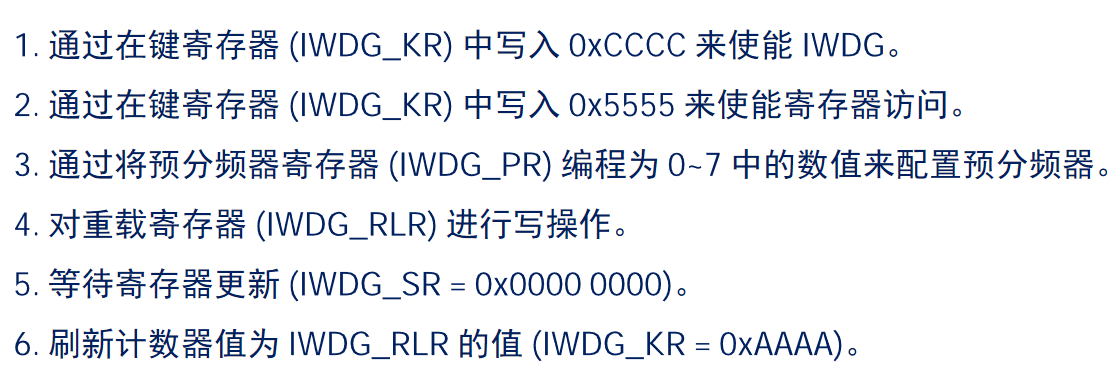 1. 通过在键寄存器 (IWDG_KR) 中写入 0xCCCC 来使能 IWDG。
2. 通过在键寄存器 (IWDG_KR) 中写入 0x5555 来使能寄存器访问。
3. 通过将预分频器寄存器 (IWDG_PR) 编程为 0~7 中的数值来配置预分频器。
4. 对重载寄存器 (IWDG_RLR) 进行写操作。
5. 等待寄存器更新 (IWDG_SR = 0x0000 0000)。
6. 刷新计数器值为 IWDG_RLR 的值 (IWDG_KR = 0xAAAA)。